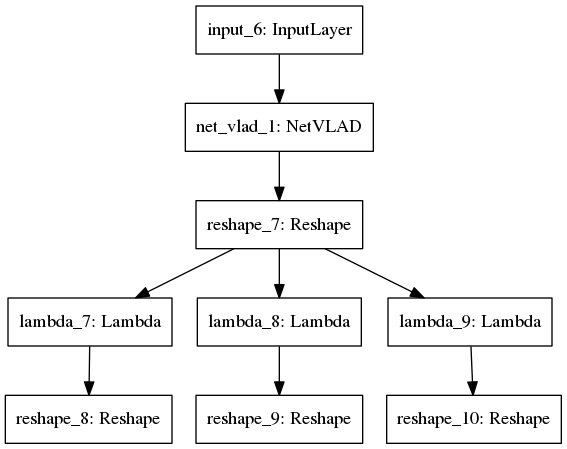 input_6: InputLayer
net_vlad_1: NetVLAD
reshape_7: Reshape
lambda_7: Lambda
lambda_8: Lambda
lambda_9: Lambda
reshape_8: Reshape
reshape_9: Reshape
reshape_10: Reshape